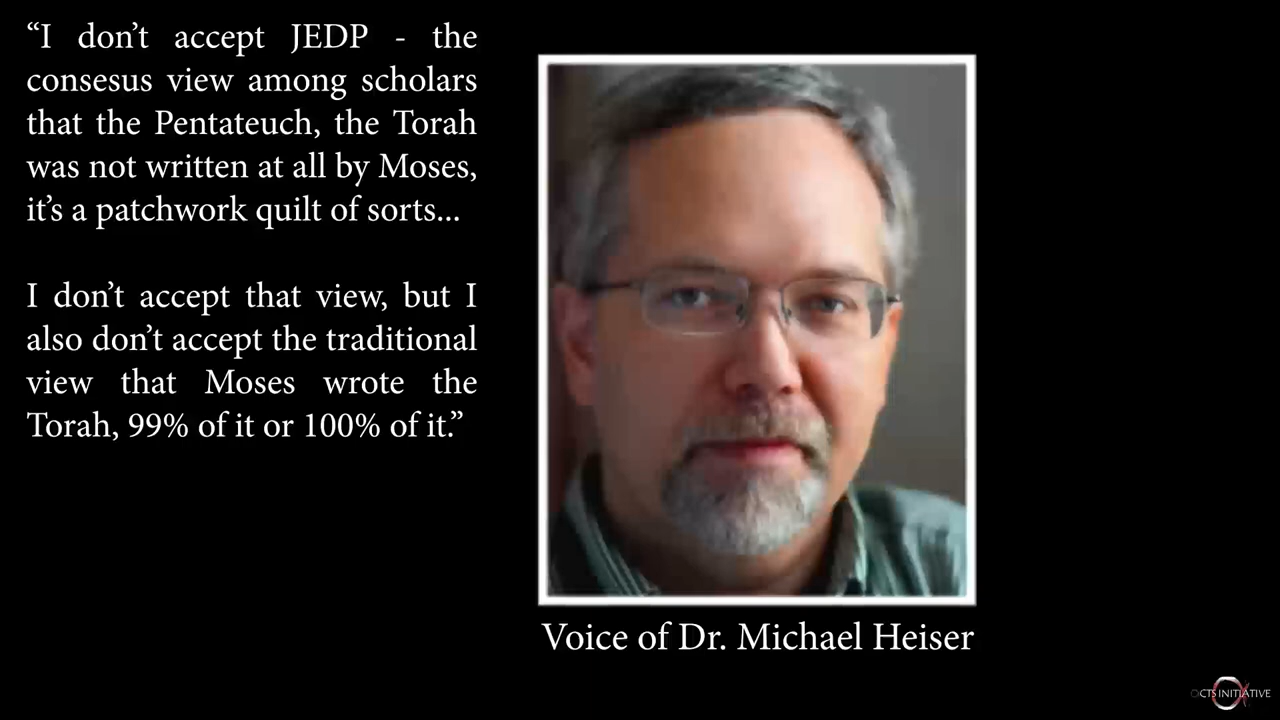 “I don’t accept JEDP - the
consesus view among scholars
that the Pentateuch, the Torah
was not written at all by Moses,
it’s a patchwork quilt of sorts...
I don’t accept that view, but I
also don’t accept the traditional
view that Moses wrote the
Torah, 99% of it or 100% of it.”
Voice of Dr. Michael Heiser
CTS INITIATIVE